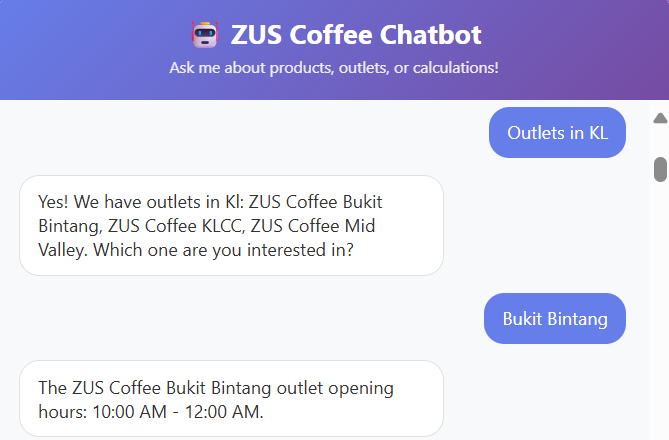 ZUS Coffee Chatbot
Ask me about products, outlets, or calculations!
Outlets in KL
Yes! We have outlets in Kl: ZUS Coffee Bukit
Bintang, ZUS Coffee KLCC, ZUS Coffee Mid
Valley. Which one are you interested in?
Bukit Bintang
The ZUS Coffee Bukit Bintang outlet opening
hours: 10:00 AM - 12:00 AM.